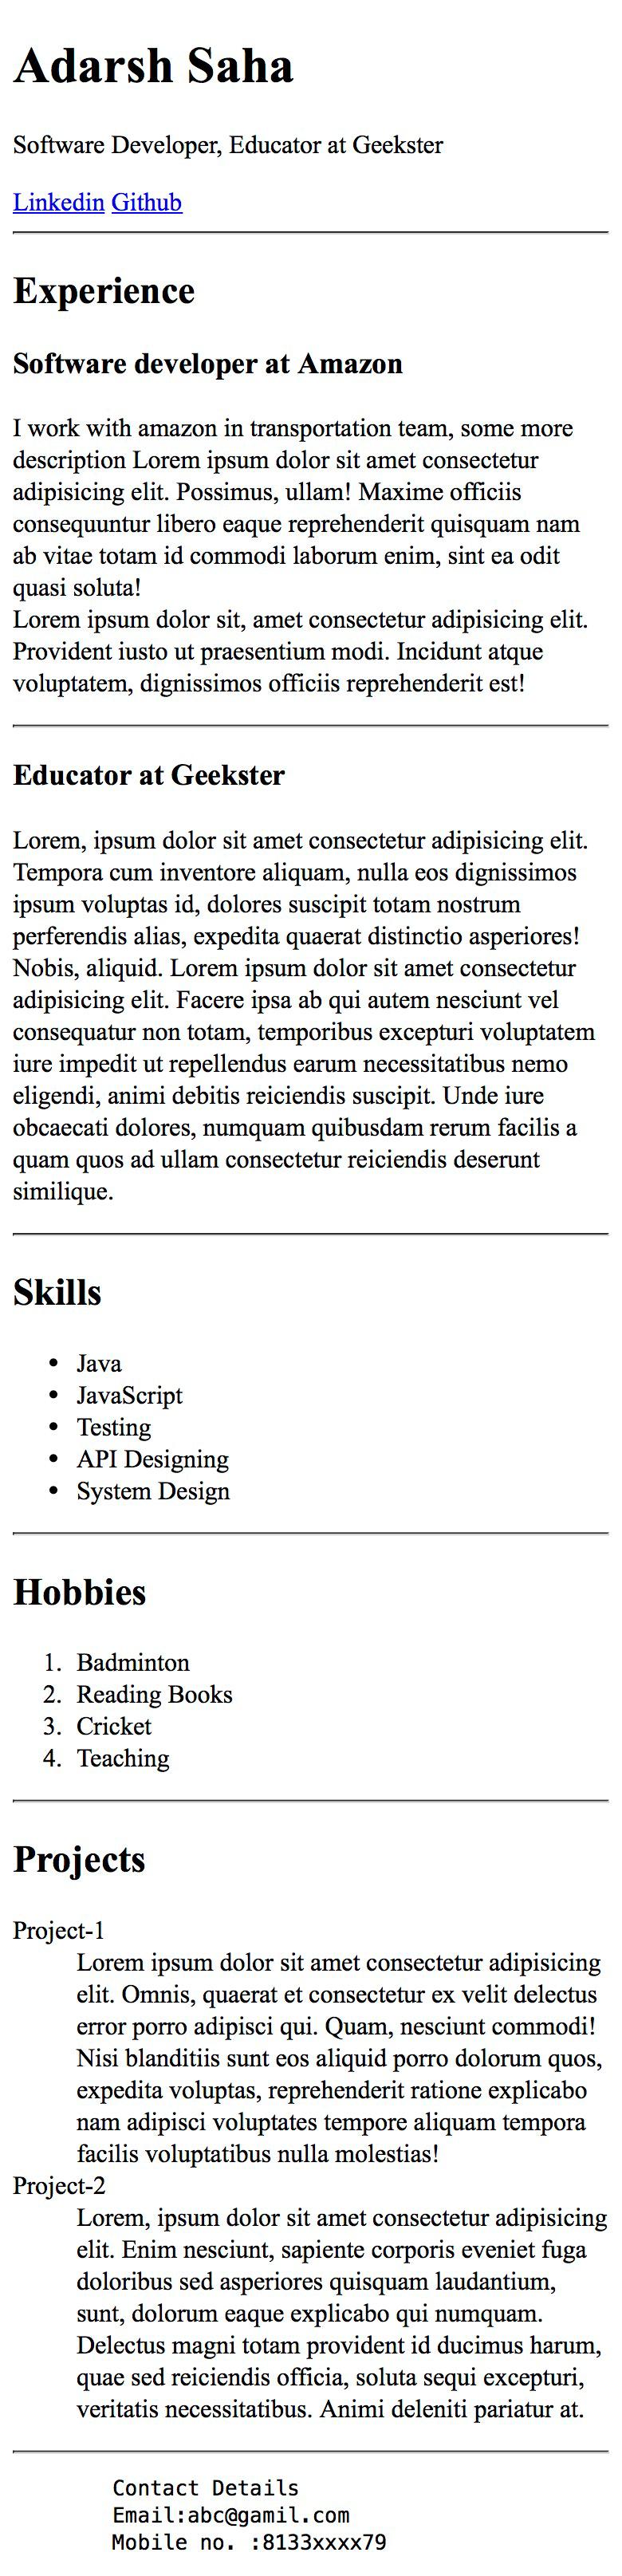 Adarsh Saha
Software Developer, Educator at Geekster
Linkedin Github
Experience
Software developer at Amazon
I work with amazon in transportation team, some more
description Lorem ipsum dolor sit amet consectetur
adipisicing elit. Possimus, ullam! Maxime officiis
consequuntur libero eaque reprehenderit quisquam nam
ab vitae totam id commodi laborum enim, sint ea odit
quasi soluta!
Lorem ipsum dolor sit, amet consectetur adipisicing elit.
Provident iusto ut praesentium modi. Incidunt atque
voluptatem, dignissimos officiis reprehenderit est!
Educator at Geekster
Lorem, ipsum dolor sit amet consectetur adipisicing elit.
Tempora cum inventore aliquam, nulla eos dignissimos
ipsum voluptas id, dolores suscipit totam nostrum
perferendis alias, expedita quaerat distinctio asperiores!
Nobis, aliquid. Lorem ipsum dolor sit amet consectetur
adipisicing elit. Facere ipsa ab qui autem nesciunt vel
consequatur non totam, temporibus excepturi voluptatem
iure impedit ut repellendus earum necessitatibus nemo
eligendi, animi debitis reiciendis suscipit. Unde iure
obcaecati dolores, numquam quibusdam rerum facilis a
quam quos ad ullam consectetur reiciendis deserunt
similique.
Skills
• Java
• JavaScript
• Testing
• API Designing
• System Design
Hobbies
1. Badminton
2. Reading Books
3. Cricket
4. Teaching
Projects
Project-1
Lorem ipsum dolor sit amet consectetur adipisicing
elit. Omnis, quaerat et consectetur ex velit delectus
error porro adipisci qui. Quam, nesciunt commodi!
Nisi blanditiis sunt eos aliquid porro dolorum quos,
expedita voluptas, reprehenderit ratione explicabo
nam adipisci voluptates tempore aliquam tempora
facilis voluptatibus nulla molestias!
Project-2
Lorem, ipsum dolor sit amet consectetur adipisicing
elit. Enim nesciunt, sapiente corporis eveniet fuga
doloribus sed asperiores quisquam laudantium,
sunt, dolorum eaque explicabo qui numquam.
Delectus magni totam provident id ducimus harum,
quae sed reiciendis officia, soluta sequi excepturi,
veritatis necessitatibus. Animi deleniti pariatur at.
Contact Details
Email:abc@gamil.com
Mobile no. :8133xxxx79